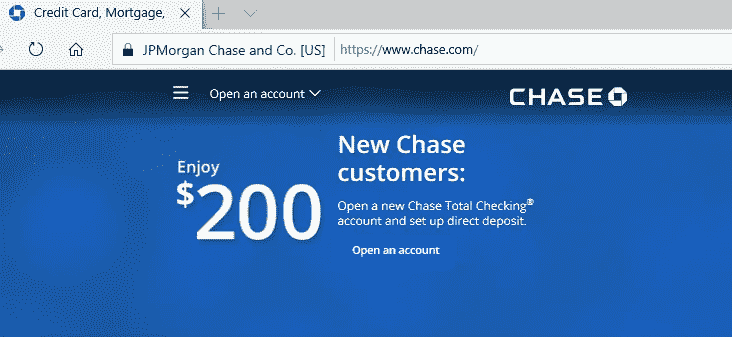 Credit Card, Mortgage,
JPMorgan Chase and Co. [US] https://www.chase.com/
Open an account
CHASE
Enjoy
$200
New Chase
customers:
Open a new Chase Total Checking®
account and set up direct deposit.
Open an account